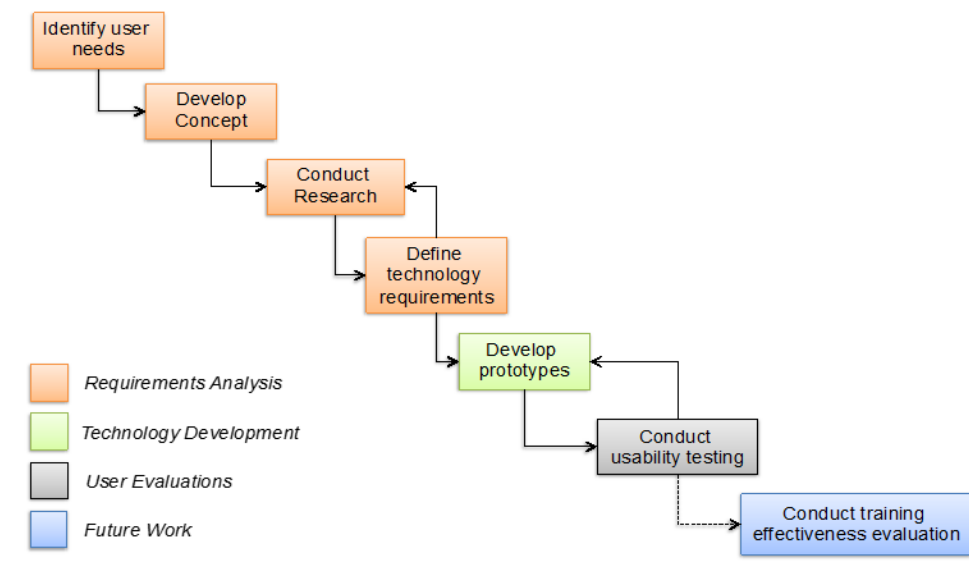 Identify user
needs
Develop
Concept
Conduct
Research
Define
technology
requirements
Develop
prototypes
Conduct
usability testing
Conduct training
effectiveness evaluation
Requirements Analysis
Technology Development
User Evaluations
Future Work